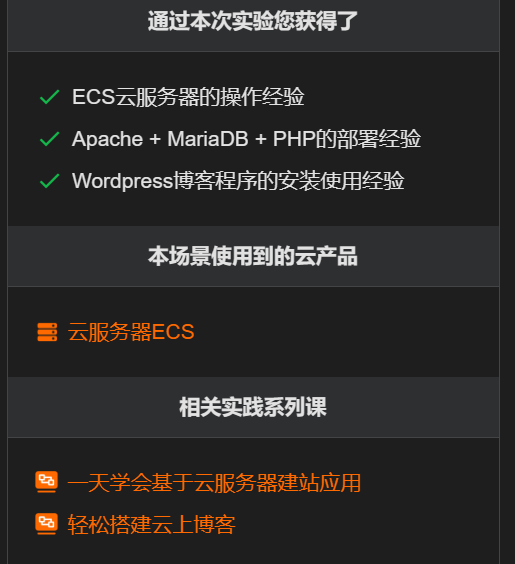 通过本次实验您获得了
ECS云服务器的操作经验
Apache + MariaDB + PHP的部署经验
Wordpress博客程序的安装使用经验
本场景使用到的云产品
云服务器ECS
相关实践系列课
一天学会基于云服务器建站应用
轻松搭建云上博客